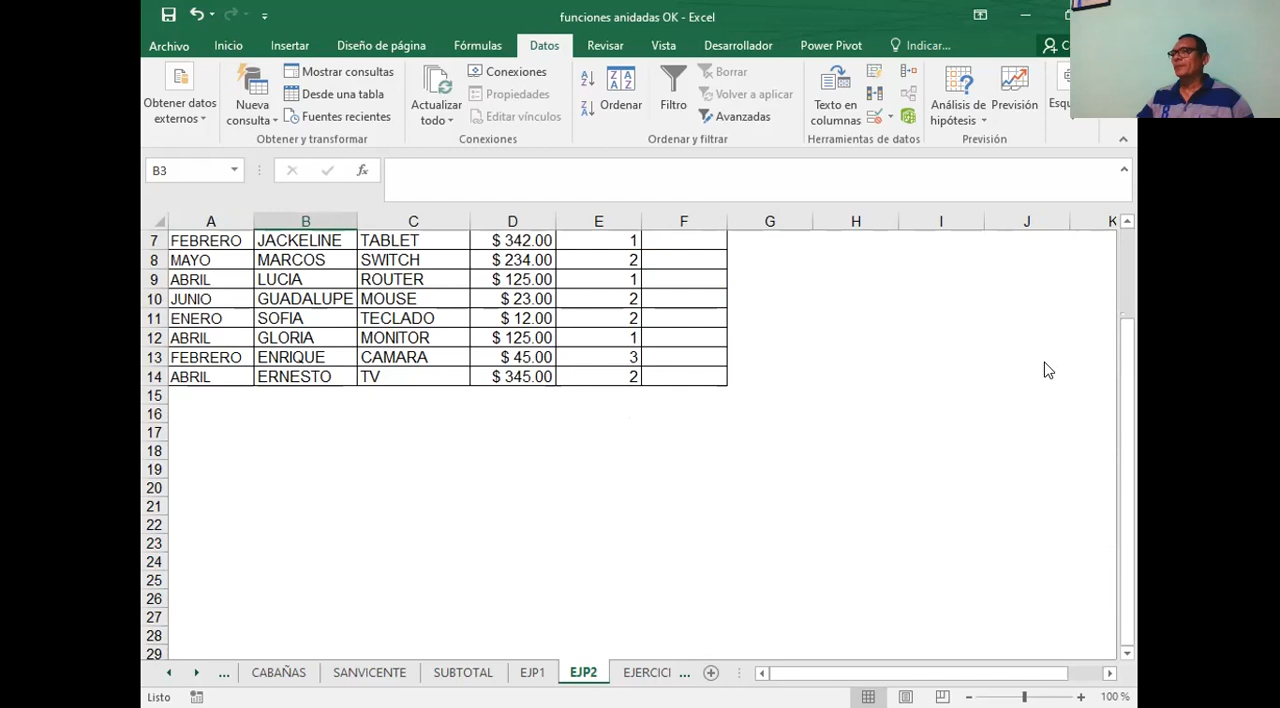 funciones anidadas OK - Excel
Archivo Inicio Insertar Diseño de página Fórmulas Datos Revisar Vista Desarrollador Power Pivot Indicar...
Obtener datos externos
Nueva consulta
Mostrar consultas
Desde una tabla
Fuentes recientes
Obtener y transformar
Actualizar todo
Conexiones
Propiedades
Editar vínculos
Conexiones
Ordenar
Filtro
Borrar
Volver a aplicar
Avanzadas
Ordenar y filtrar
Texto en columnas
Herramientas de datos
Análisis de hipótesis
Previsión
Previsión
B3 fx
A B C D E F G H I J K
7 FEBRERO JACKELINE TABLET $ 342.00 1
8 MAYO MARCOS SWITCH $ 234.00 2
9 ABRIL LUCIA ROUTER $ 125.00 1
10 JUNIO GUADALUPE MOUSE $ 23.00 2
11 ENERO SOFIA TECLADO $ 12.00 2
12 ABRIL GLORIA MONITOR $ 125.00 1
13 FEBRERO ENRIQUE CAMARA $ 45.00 3
14 ABRIL ERNESTO TV $ 345.00 2
15
16
17
18
19
20
21
22
23
24
25
26
27
28
29
... CABAÑAS SANVICENTE SUBTOTAL EJP1 EJP2 EJERCICI ...
Listo 100 %